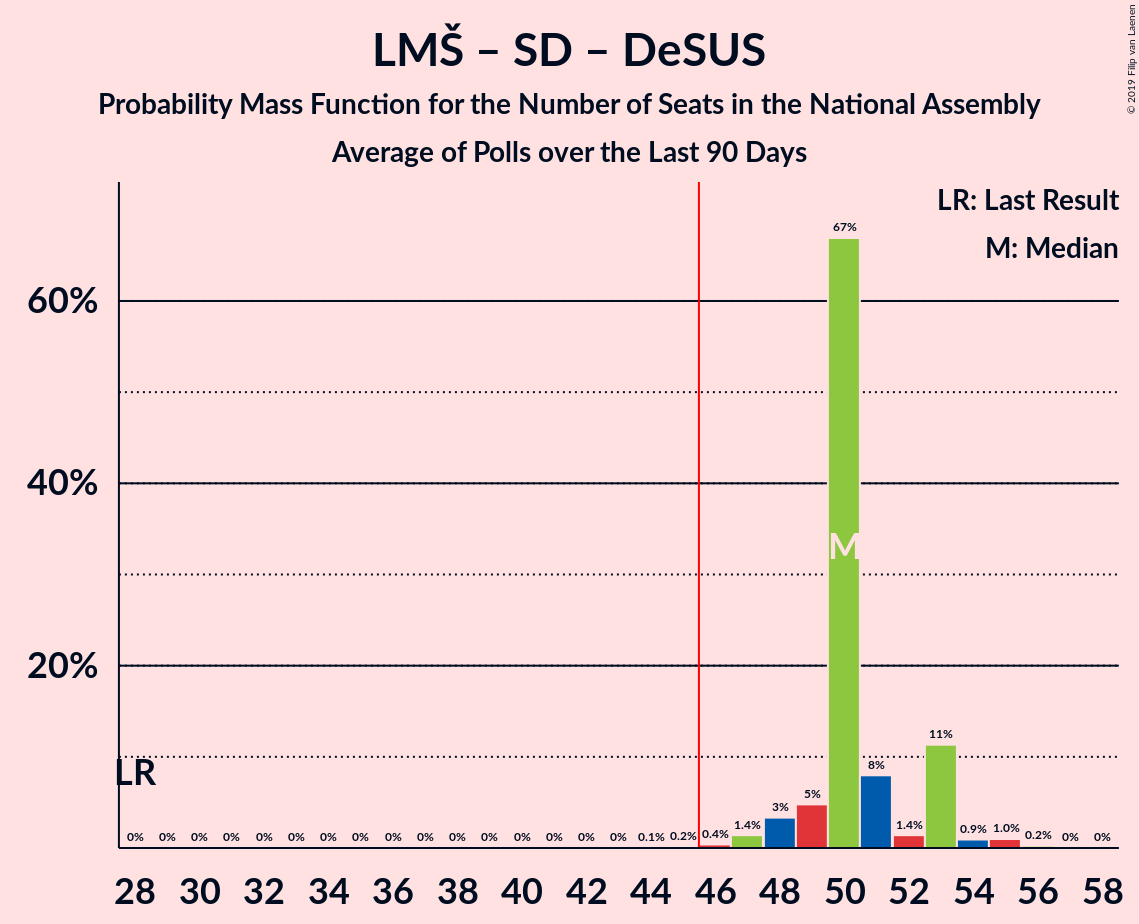 LMŠ – SD – DeSUS
Probability Mass Function for the Number of Seats in the National Assembly
Average of Polls over the Last 90 Days
© 2019 Filip van Laenen
LR: Last Result
M: Median
60%
40%
20%
LR
M
0% 0% 0% 0% 0% 0% 0% 0% 0% 0% 0% 0% 0% 0% 0% 0% 0.1% 0.2% 0.4% 1.4% 3% 5% 67% 8% 1.4% 11% 0.9% 1.0% 0.2% 0% 0%
28 30 32 34 36 38 40 42 44 46 48 50 52 54 56 58